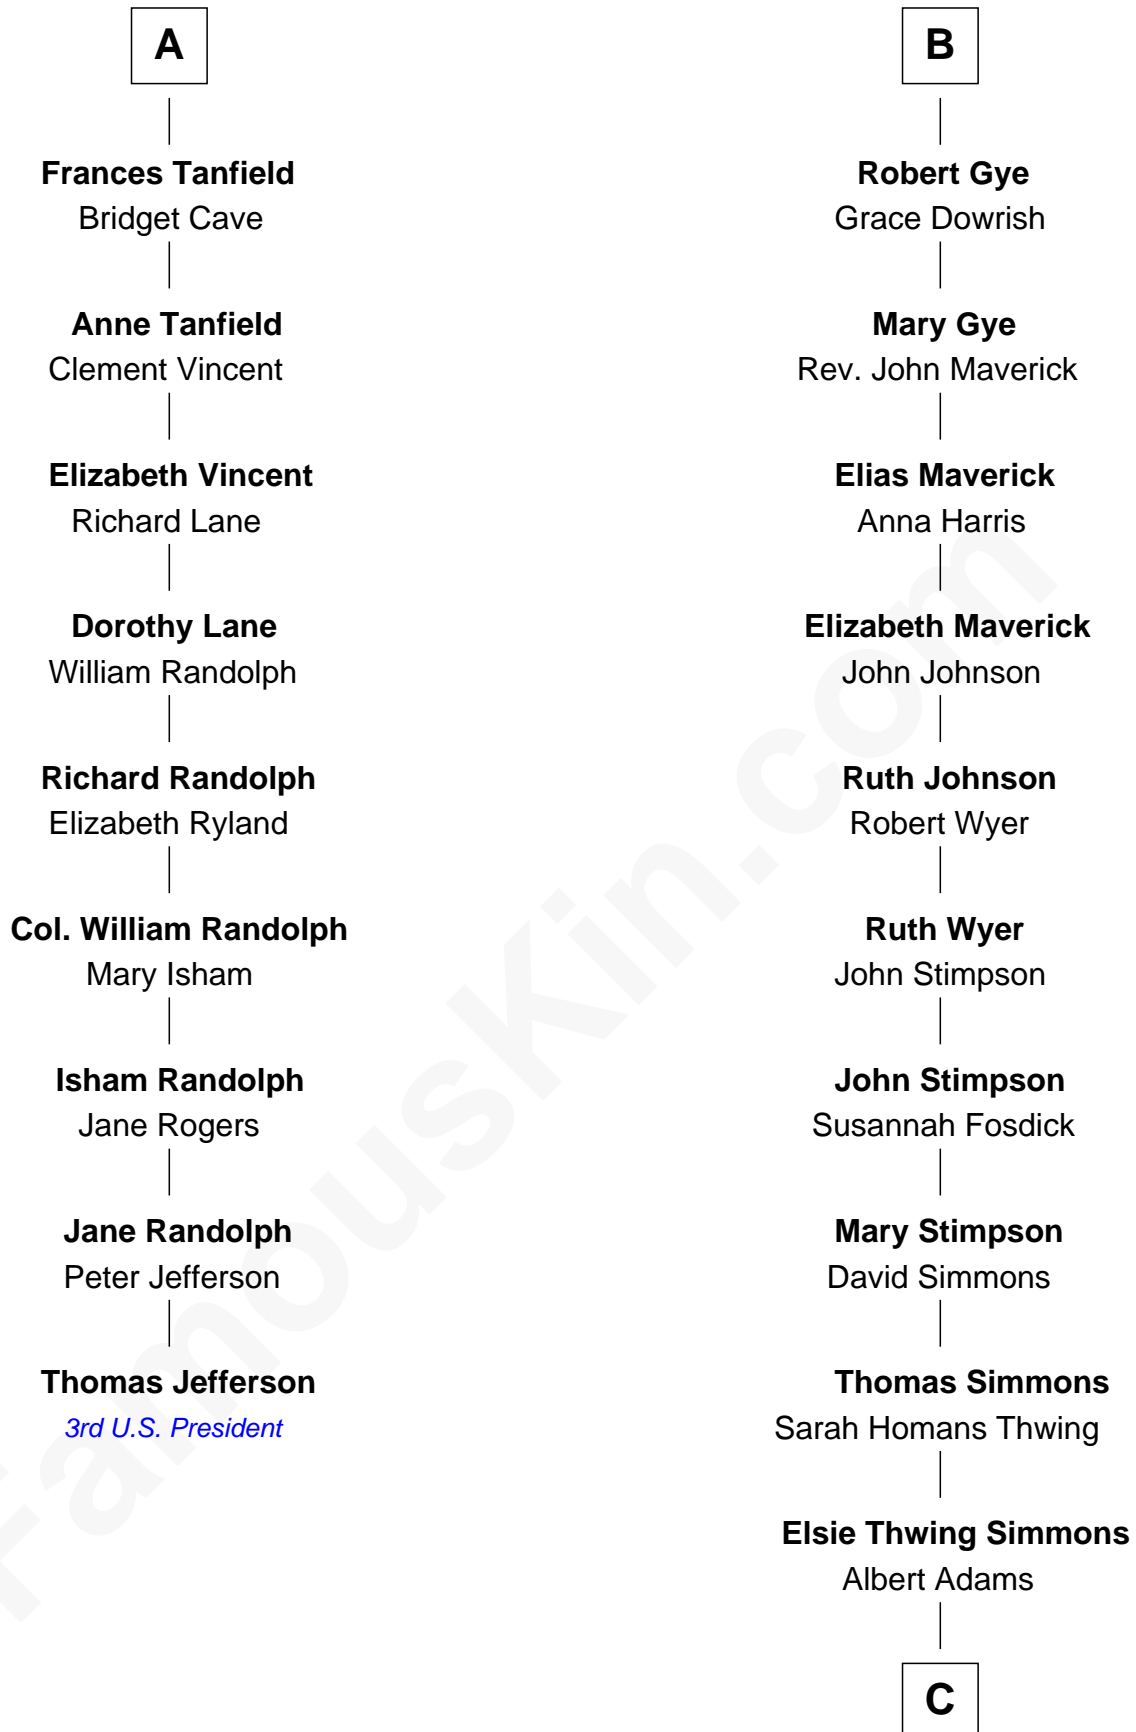 A
Frances Tanfield
Bridget Cave
Anne Tanfield
Clement Vincent
Elizabeth Vincent
Richard Lane
Dorothy Lane
William Randolph
Richard Randolph
Elizabeth Ryland
Col. William Randolph
Mary Isham
Isham Randolph
Jane Rogers
Jane Randolph
Peter Jefferson
Thomas Jefferson
3rd U.S. President
B
Robert Gye
Grace Dowrish
Mary Gye
Rev. John Maverick
Elias Maverick
Anna Harris
Elizabeth Maverick
John Johnson
Ruth Johnson
Robert Wyer
Ruth Wyer
John Stimpson
John Stimpson
Susannah Fosdick
Mary Stimpson
David Simmons
Thomas Simmons
Sarah Homans Thwing
Elsie Thwing Simmons
Albert Adams
C
FamousKin.com